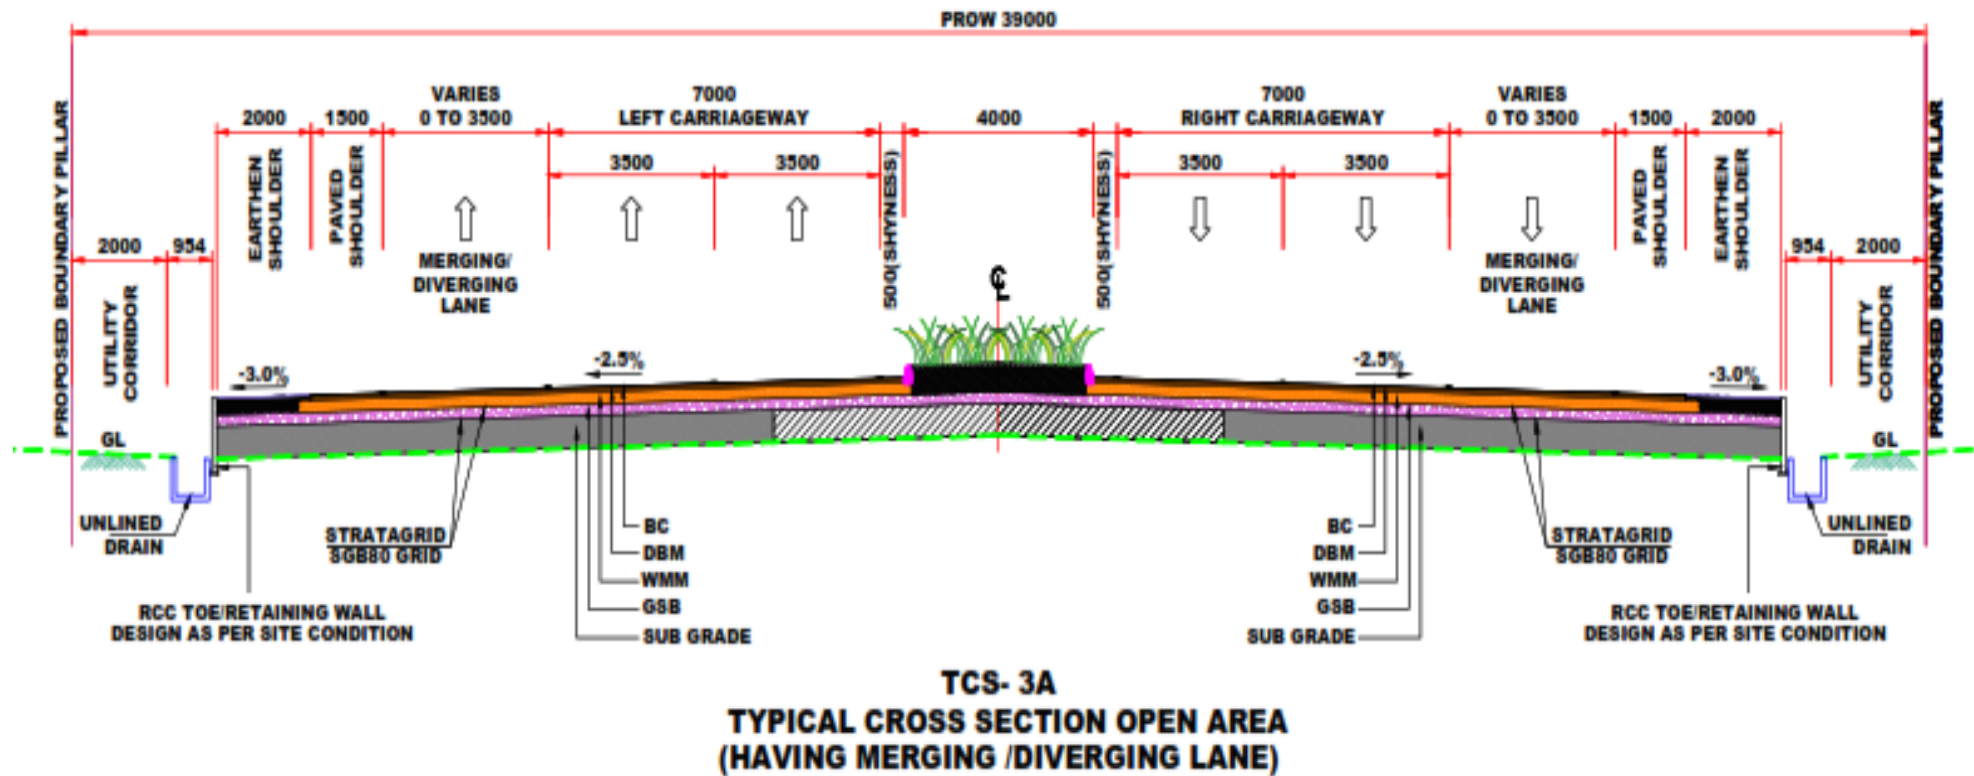 PROW 39000
PROPOSED BOUNDARY PILLAR
2000
954
UTILITY
CORRIDOR
2000
EARTHEN
SHOULDER
1500
PAVED
SHOULDER
VARIES
0 TO 3500
MERGING/
DIVERGING
LANE
7000
LEFT CARRIAGEWAY
3500
3500
500(SHYNESS)
4000
CL
500(SHYNESS)
7000
RIGHT CARRIAGEWAY
3500
3500
VARIES
0 TO 3500
MERGING/
DIVERGING
LANE
1500
PAVED
SHOULDER
2000
EARTHEN
SHOULDER
954
2000
UTILITY
CORRIDOR
PROPOSED BOUNDARY PILLAR
-3.0%
-2.5%
-2.5%
-3.0%
GL
GL
UNLINED
DRAIN
STRATAGRID
SGB80 GRID
BC
DBM
WMM
GSB
SUB GRADE
RCC TOE/RETAINING WALL
DESIGN AS PER SITE CONDITION
BC
DBM
WMM
GSB
SUB GRADE
STRATAGRID
SGB80 GRID
UNLINED
DRAIN
RCC TOE/RETAINING WALL
DESIGN AS PER SITE CONDITION
TCS- 3A
TYPICAL CROSS SECTION OPEN AREA
(HAVING MERGING /DIVERGING LANE)